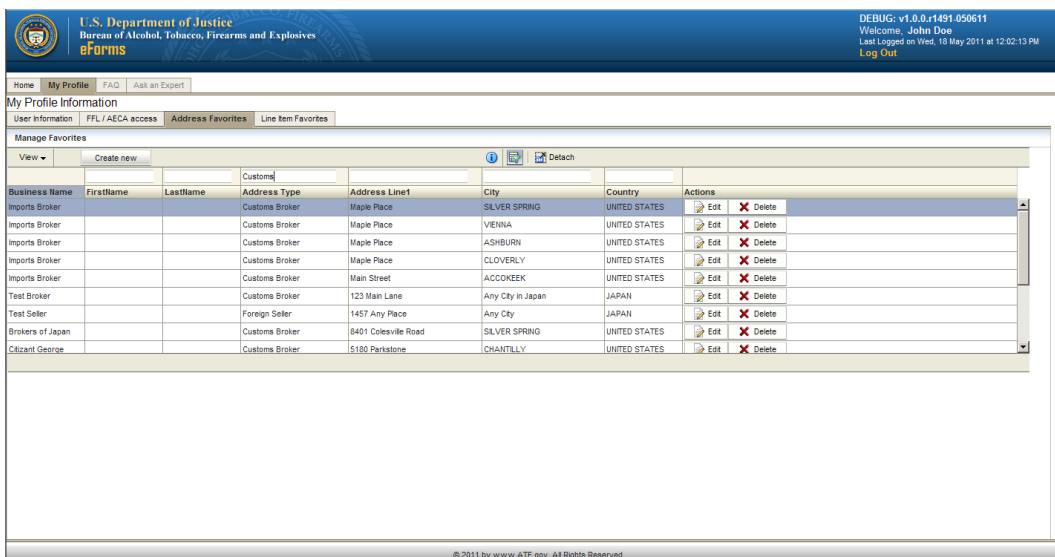 U.S. Department of Justice
Bureau of Alcohol, Tobacco, Firearms and Explosives
eForms
DEBUG: v1.0.0.r1491-050611
Welcome, John Doe
Last Logged on Wed, 18 May 2011 at 12:02:13 PM
Log Out
Home My Profile FAQ Ask an Expert
My Profile Information
User Information FFL / AECA access Address Favorites Line Item Favorites
Manage Favorites
View Create new Detach
Customs
Business Name FirstName LastName Address Type Address Line1 City Country Actions
Imports Broker Customs Broker Maple Place SILVER SPRING UNITED STATES Edit Delete
Imports Broker Customs Broker Maple Place VIENNA UNITED STATES Edit Delete
Imports Broker Customs Broker Maple Place ASHBURN UNITED STATES Edit Delete
Imports Broker Customs Broker Maple Place CLOVERLY UNITED STATES Edit Delete
Imports Broker Customs Broker Main Street ACCOKEEK UNITED STATES Edit Delete
Test Broker Customs Broker 123 Main Lane Any City in Japan JAPAN Edit Delete
Test Seller Foreign Seller 1457 Any Place Any City JAPAN Edit Delete
Brokers of Japan Customs Broker 8401 Colesville Road SILVER SPRING UNITED STATES Edit Delete
Citizant George Customs Broker 5180 Parkstone CHANTILLY UNITED STATES Edit Delete
© 2011 by www.ATF.gov. All Rights Reserved